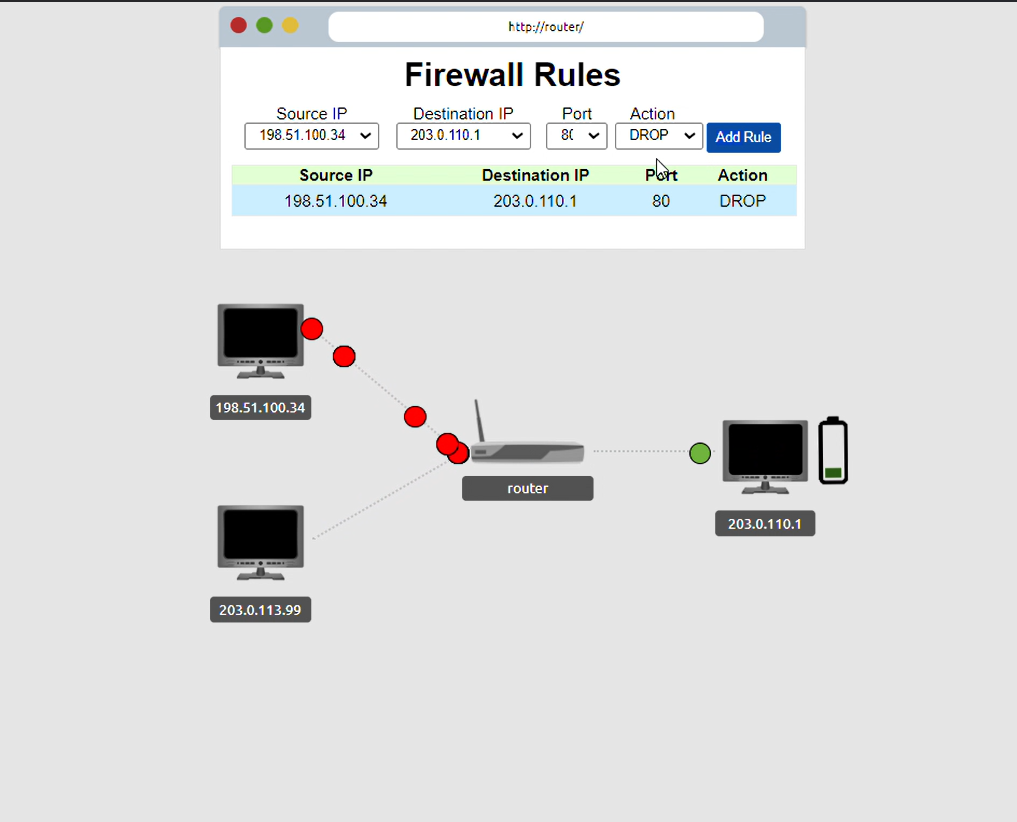 http://router/
Firewall Rules
Source IP Destination IP Port Action
198.51.100.34 203.0.110.1 80 DROP Add Rule
Source IP Destination IP Port Action
198.51.100.34 203.0.110.1 80 DROP
198.51.100.34
router
203.0.110.1
203.0.113.99